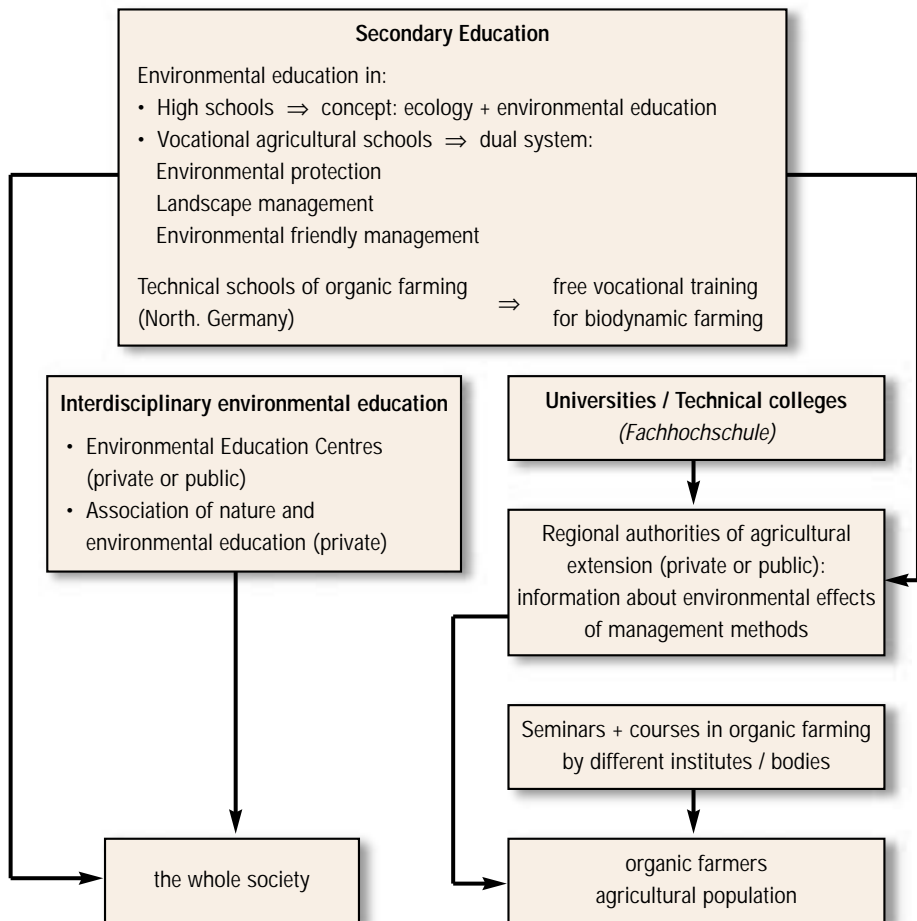 Secondary Education
Environmental education in:
• High schools ⇒ concept: ecology + environmental education
• Vocational agricultural schools ⇒ dual system:
Environmental protection
Landscape management
Environmental friendly management
Technical schools of organic farming
(North. Germany)
⇒
free vocational training
for biodynamic farming
Interdisciplinary environmental education
• Environmental Education Centres
(private or public)
• Association of nature and
environmental education (private)
Universities / Technical colleges
(Fachhochschule)
Regional authorities of agricultural
extension (private or public):
information about environmental effects
of management methods
Seminars + courses in organic farming
by different institutes / bodies
the whole society
organic farmers
agricultural population